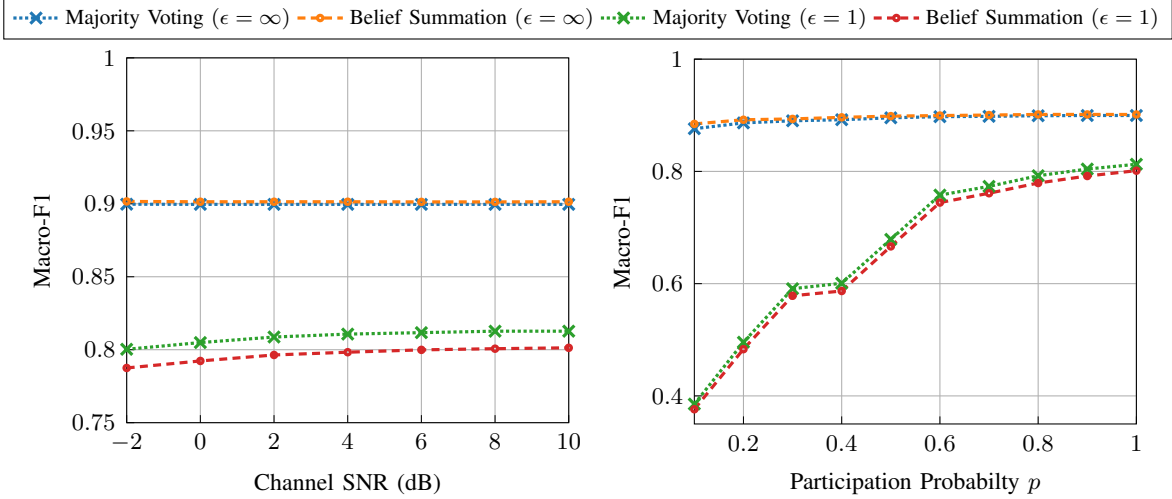 Majority Voting (ϵ = ∞) Belief Summation (ϵ = ∞) Majority Voting (ϵ = 1) Belief Summation (ϵ = 1)
1
0.95
0.9
0.85
0.8
0.75
Macro-F1
−2 0 2 4 6 8 10
Channel SNR (dB)
1
0.8
0.6
0.4
Macro-F1
0.2 0.4 0.6 0.8 1
Participation Probabilty p